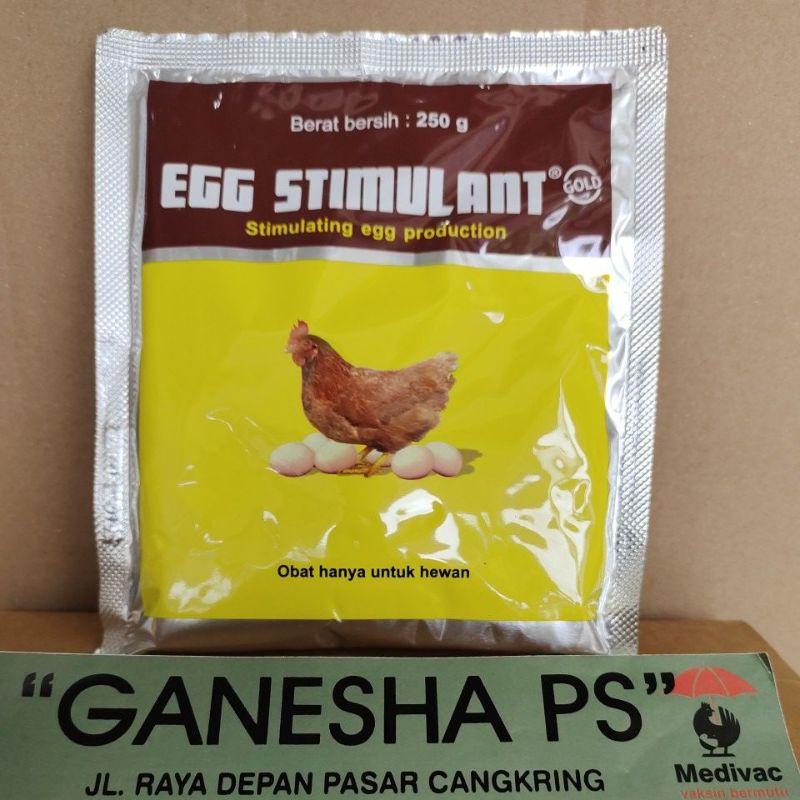 Berat bersih : 250 g
EGG STIMULANT® GOLD
Stimulating egg production
Obat hanya untuk hewan
"GANESHA PS"
JL. RAYA DEPAN PASAR CANGKRING
Medivac
vaksin bermutu